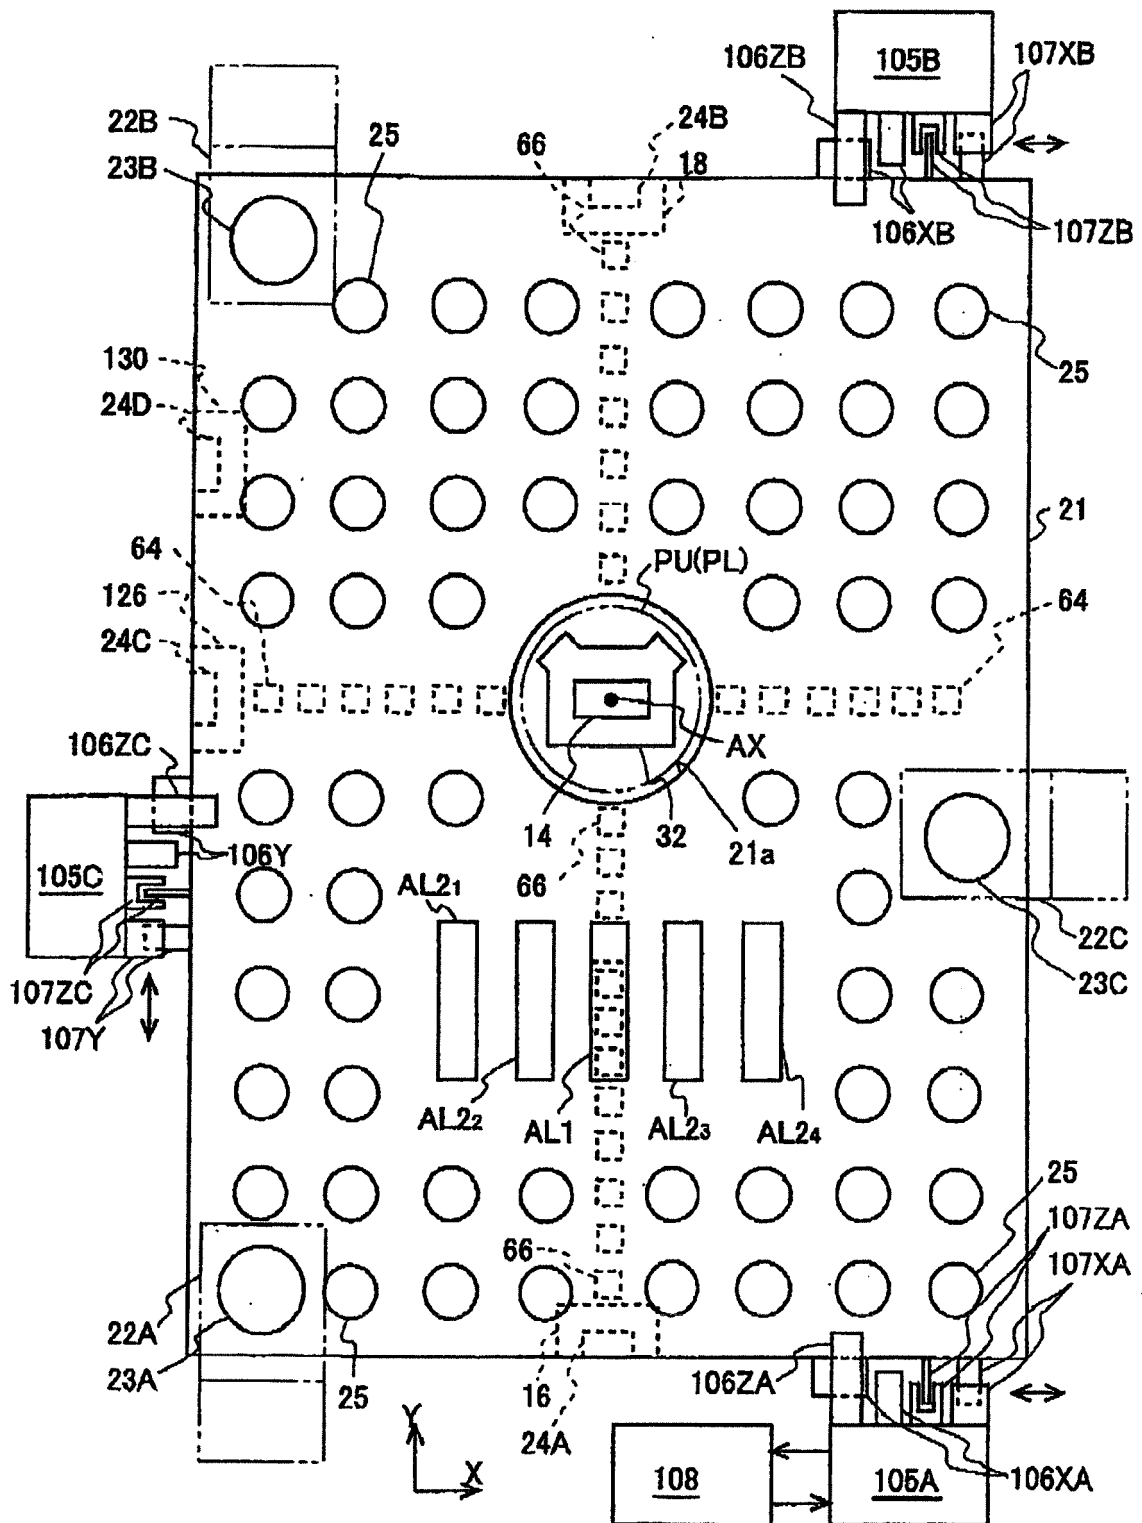 105B
106ZB
107XB
22B
24B
66
25
23B
18
106XB
107ZB
130
25
24D
21
64
PU(PL)
126
64
24C
AX
106ZC
14
32
21a
106Y
105C
66
AL2₁
22C
107ZC
23C
107Y
AL2₂
AL1
AL2₃
AL2₄
25
107ZA
66
107XA
22A
23A
25
16
106ZA
24A
Y
X
108
105A
106XA